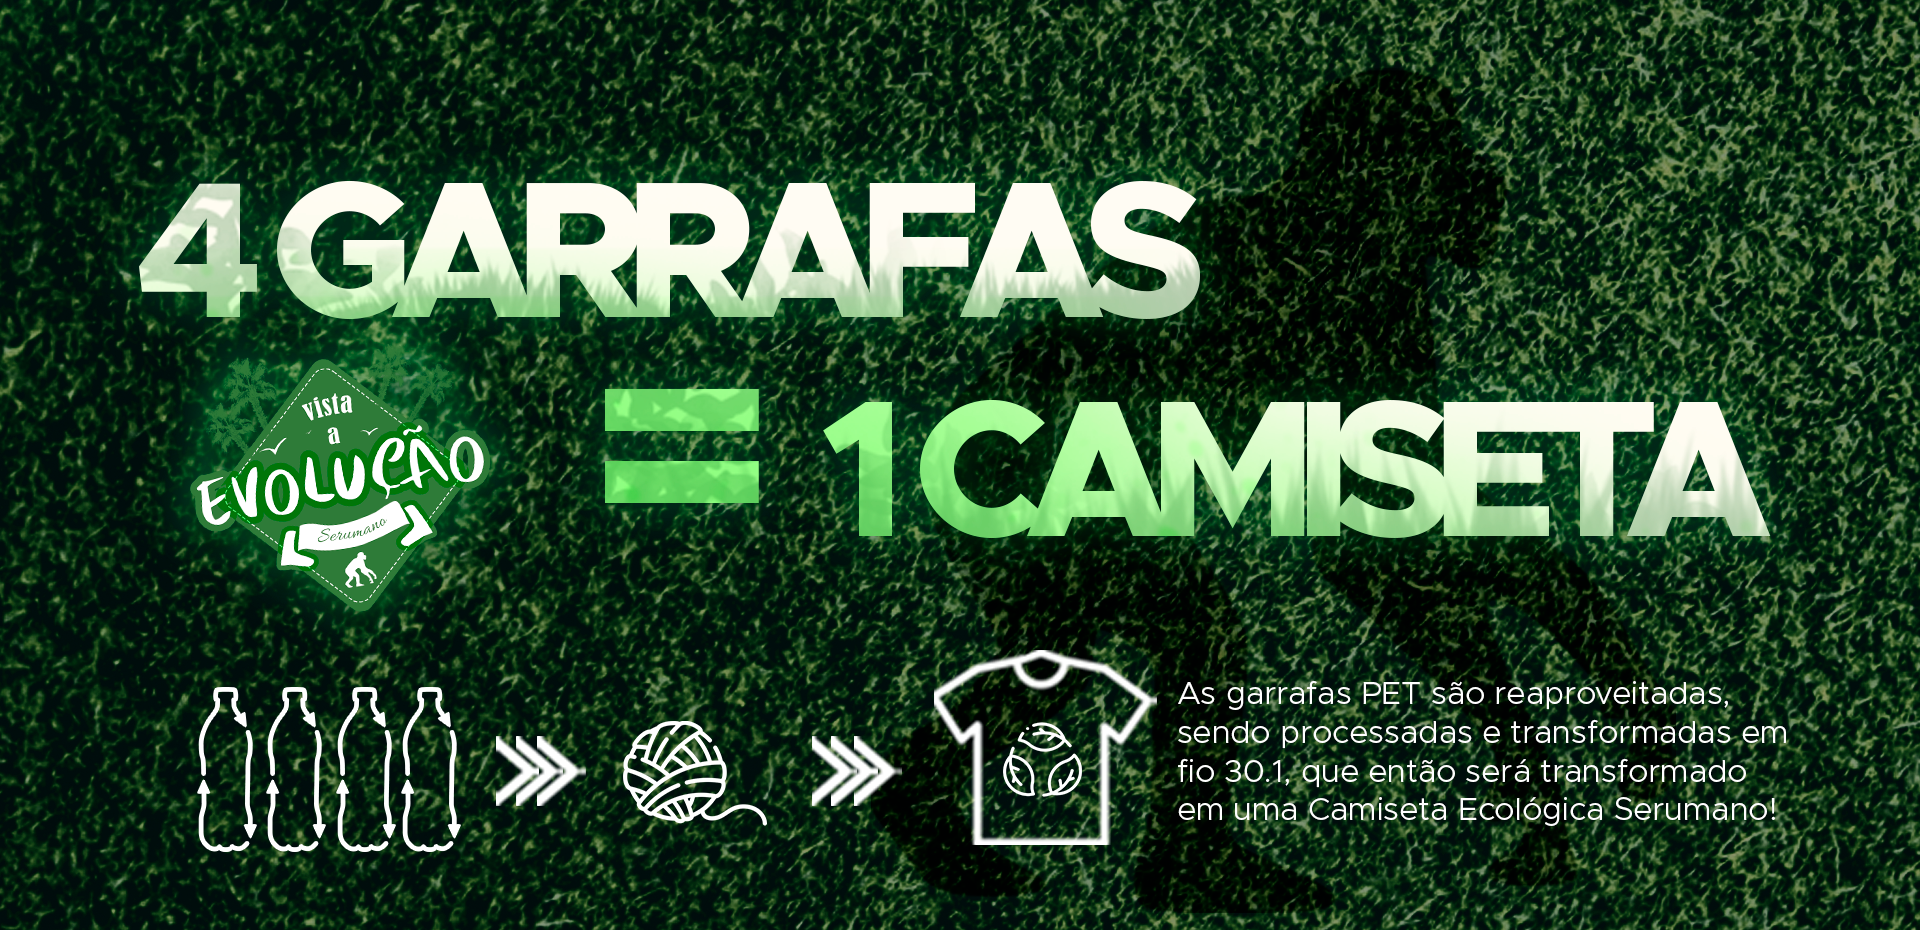 4 GARRAFAS
vista
a
EVOLUÇÃO
Serumano
= 1 CAMISETA
As garrafas PET são reaproveitadas,
sendo processadas e transformadas em
fio 30.1, que então será transformado
em uma Camiseta Ecológica Serumano!